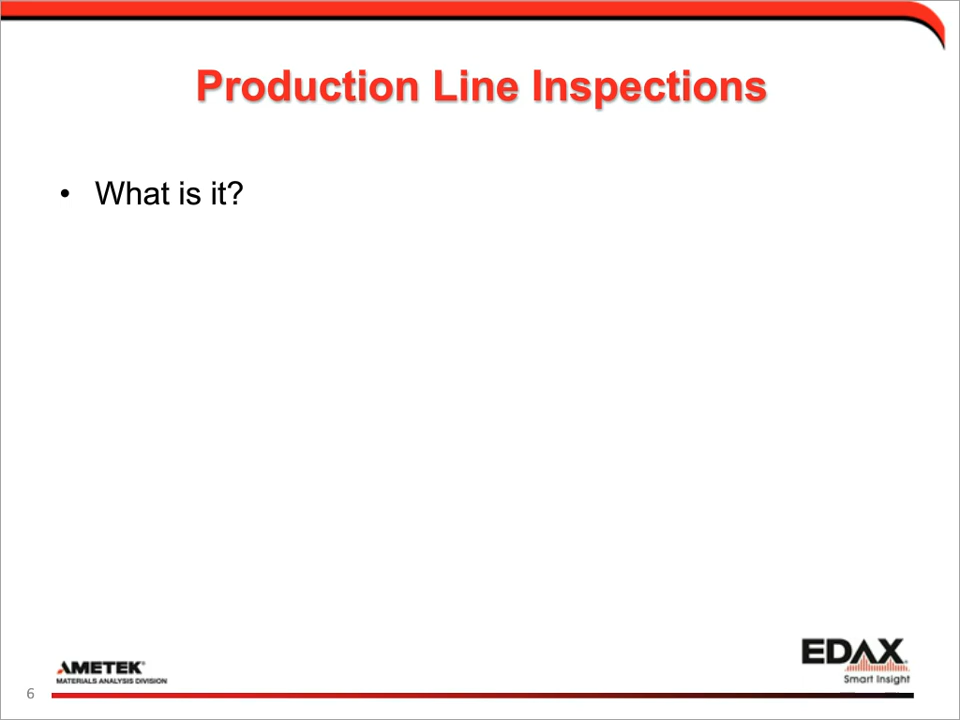 Production Line Inspections
• What is it?
AMETEK®
MATERIALS ANALYSIS DIVISION
EDAX
Smart Insight
6